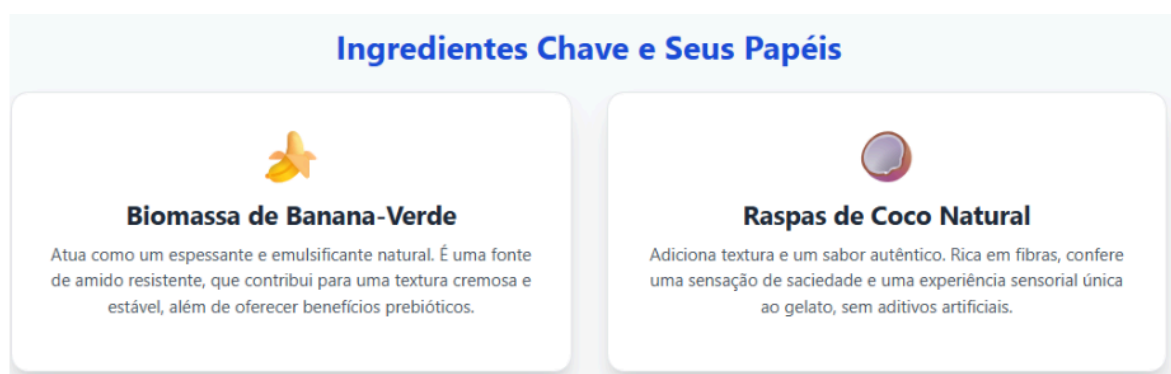 Ingredientes Chave e Seus Papéis
Biomassa de Banana-Verde
Atua como um espessante e emulsificante natural. É uma fonte
de amido resistente, que contribui para uma textura cremosa e
estável, além de oferecer benefícios prebióticos.
Raspas de Coco Natural
Adiciona textura e um sabor autêntico. Rica em fibras, confere
uma sensação de saciedade e uma experiência sensorial única
ao gelato, sem aditivos artificiais.